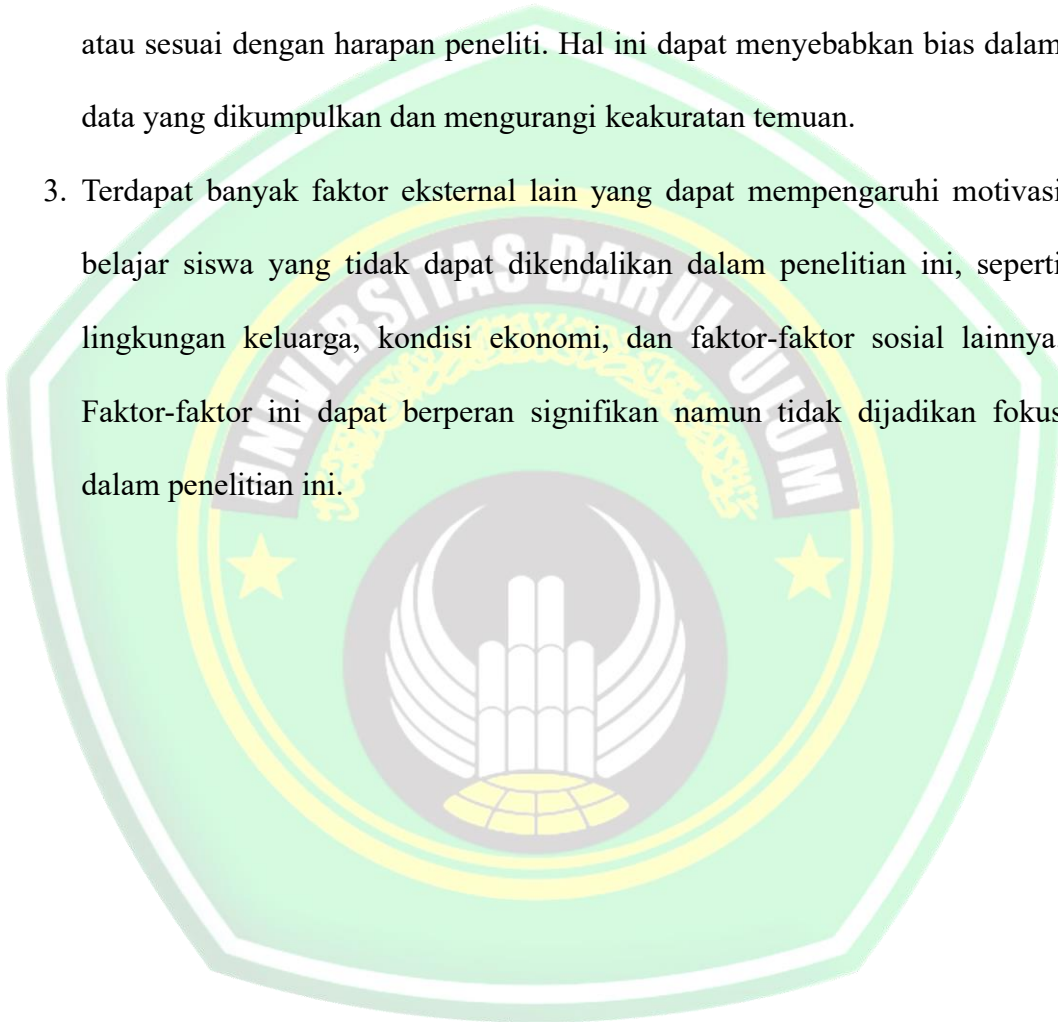 atau sesuai dengan harapan peneliti. Hal ini dapat menyebabkan bias dalam
data yang dikumpulkan dan mengurangi keakuratan temuan.
3. Terdapat banyak faktor eksternal lain yang dapat mempengaruhi motivasi
belajar siswa yang tidak dapat dikendalikan dalam penelitian ini, seperti
lingkungan keluarga, kondisi ekonomi, dan faktor-faktor sosial lainnya.
Faktor-faktor ini dapat berperan signifikan namun tidak dijadikan fokus
dalam penelitian ini.
UNIVERSITAS DARUL ULUM